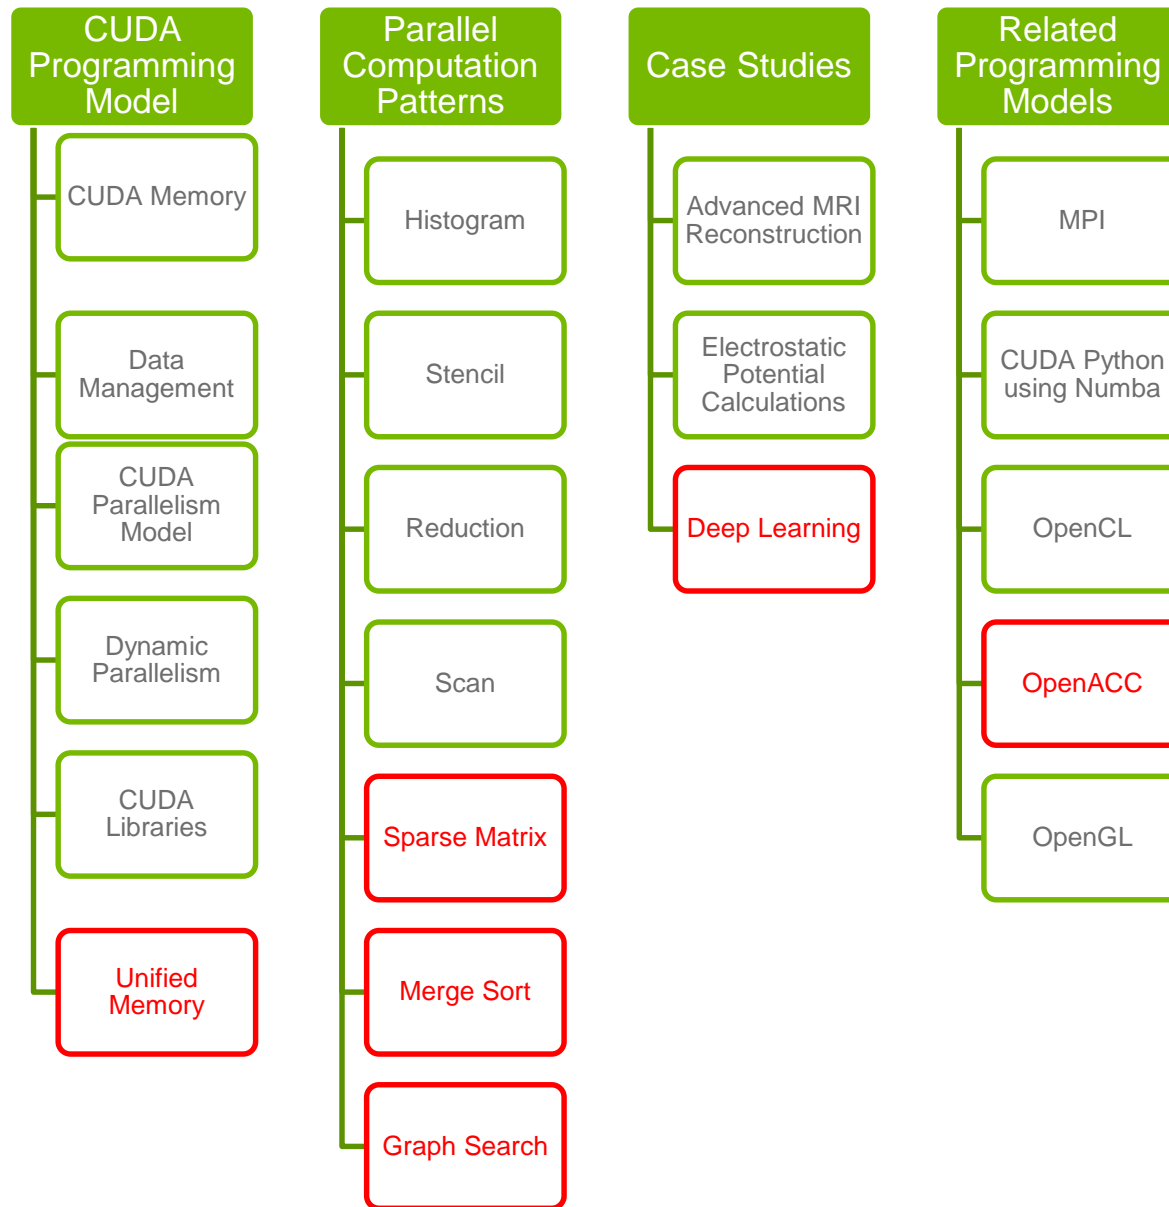 CUDA
Programming
Model
CUDA Memory
Data
Management
CUDA
Parallelism
Model
Dynamic
Parallelism
CUDA
Libraries
Unified
Memory
Parallel
Computation
Patterns
Histogram
Stencil
Reduction
Scan
Sparse Matrix
Merge Sort
Graph Search
Case Studies
Advanced MRI
Reconstruction
Electrostatic
Potential
Calculations
Deep Learning
Related
Programming
Models
MPI
CUDA Python
using Numba
OpenCL
OpenACC
OpenGL